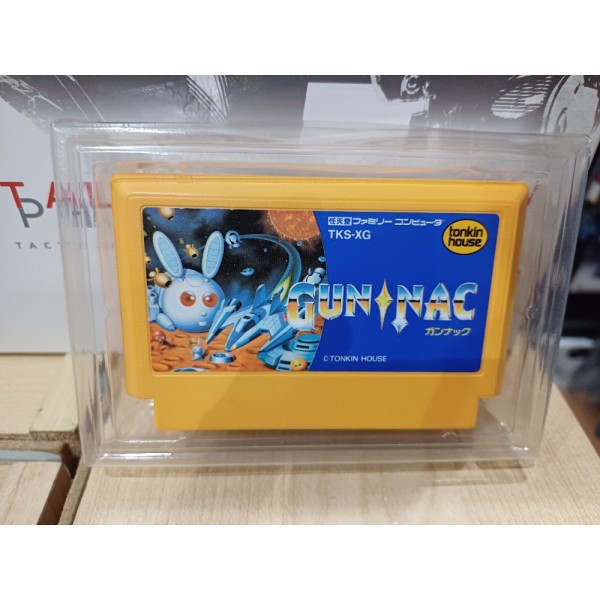 任天堂 ファミリー コンピュータ
TKS-XG
tonkin
house
GUN NAC
ガンナック
© TONKIN HOUSE
TACT